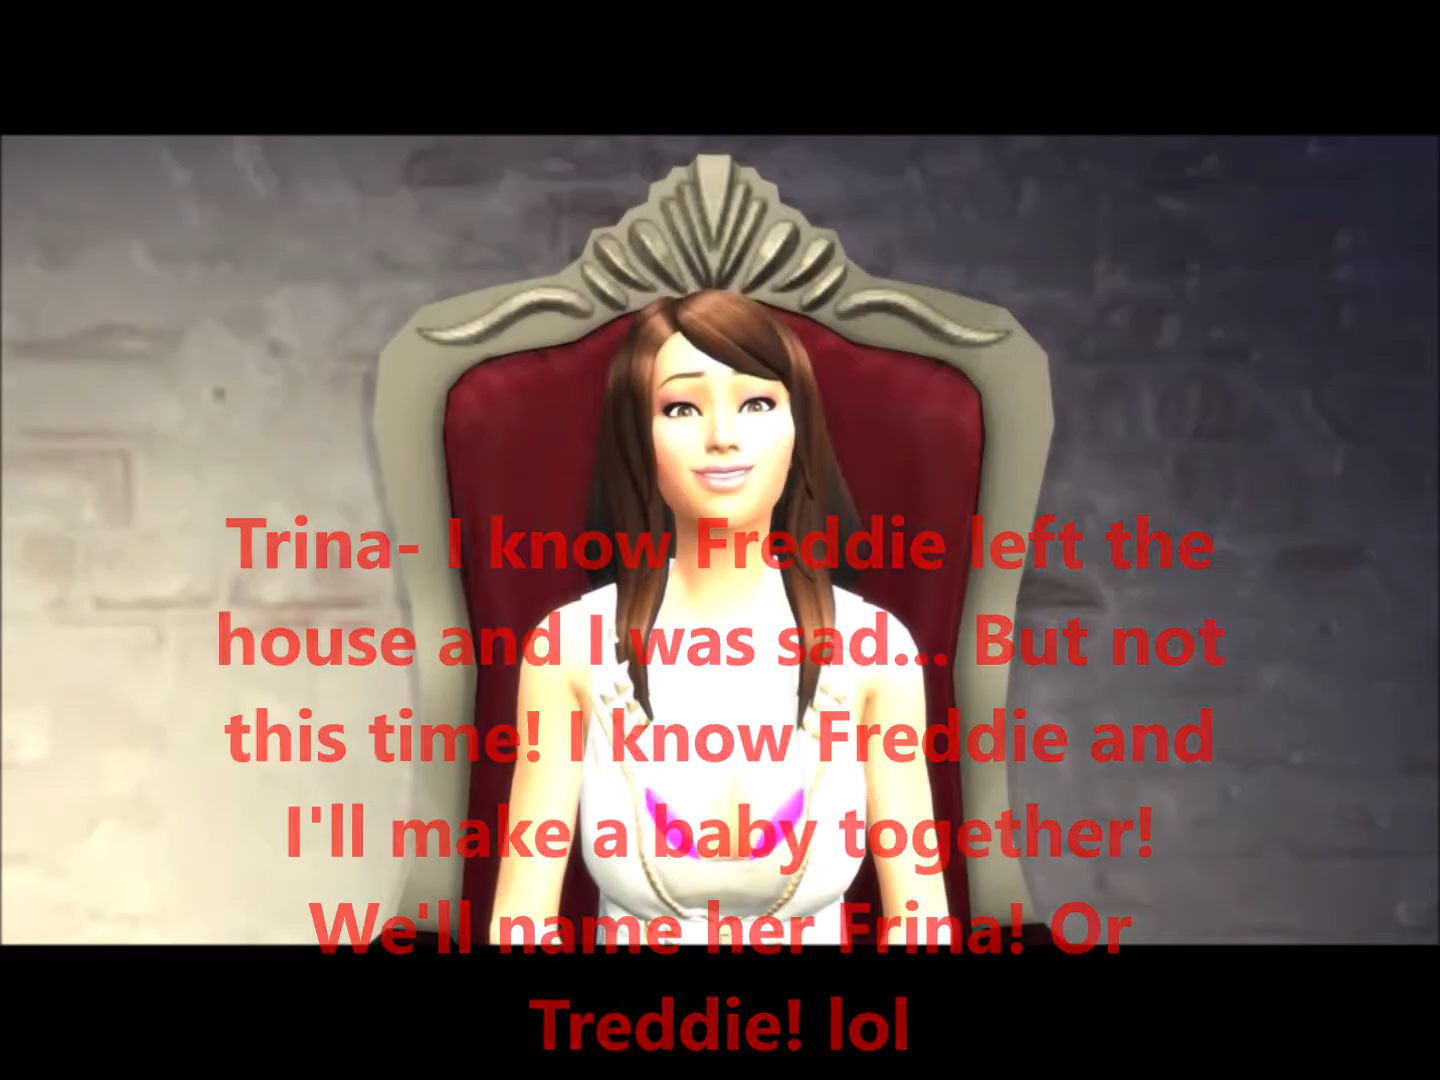 Trina- I know Freddie left the
house and I was sad... But not
this time! I know Freddie and
I'll make a baby together!
We'll name her Frina! Or
Treddie! lol